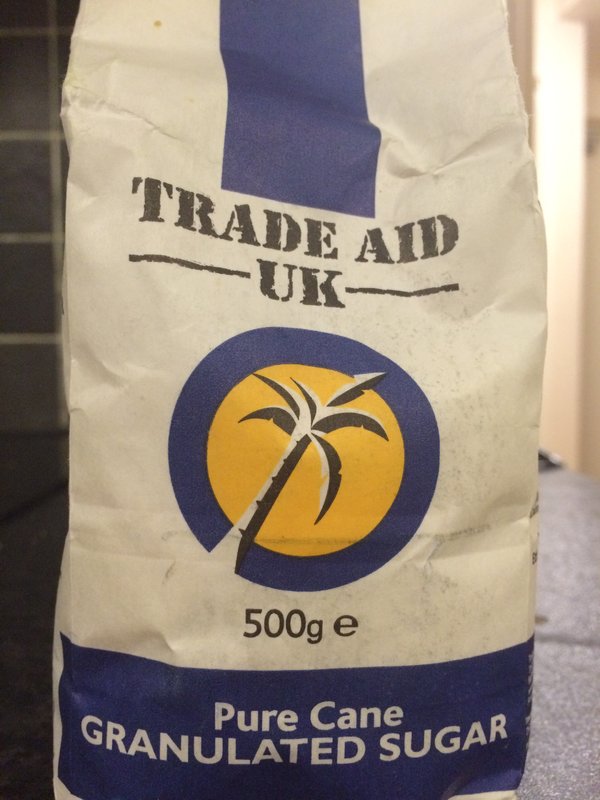 TRADE AID
UK
500g e
Pure Cane
GRANULATED SUGAR